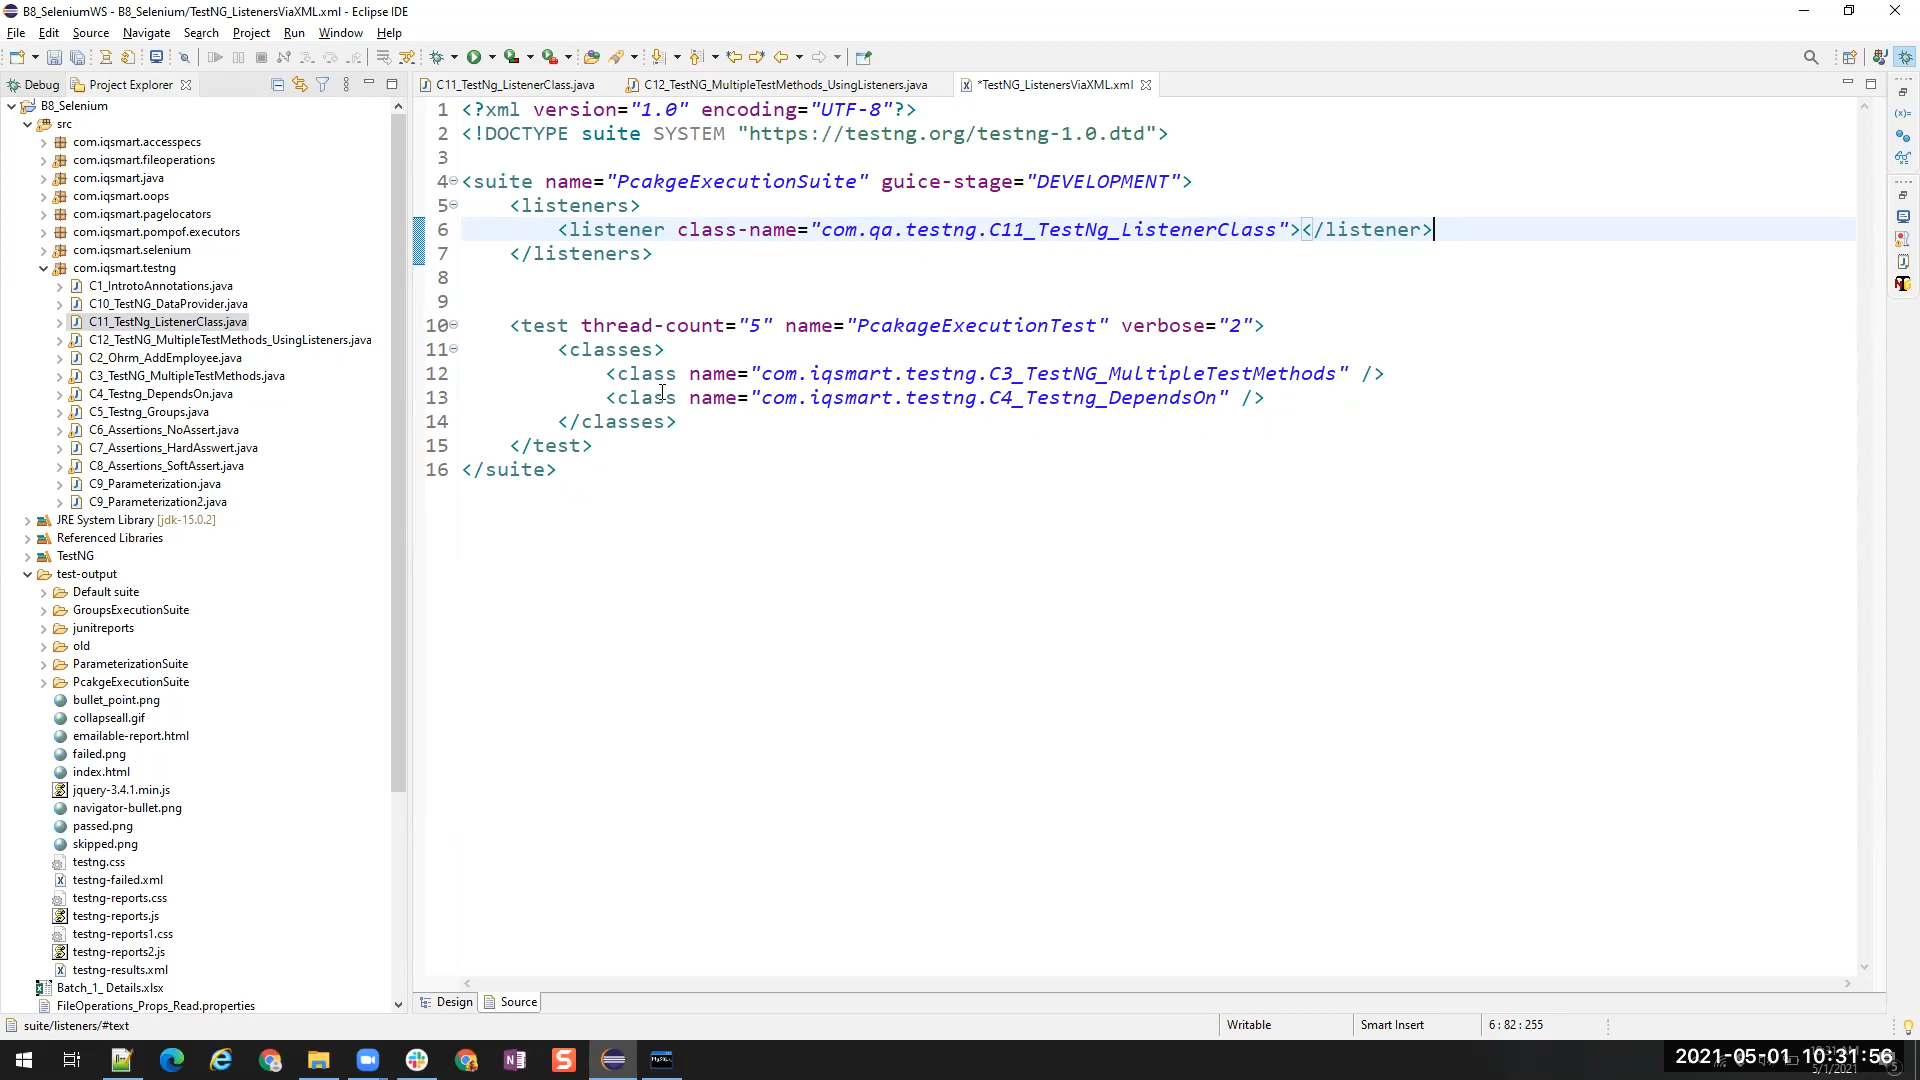 B8_SeleniumWS - B8_Selenium/TestNG_ListenersViaXML.xml - Eclipse IDE
File Edit Source Navigate Search Project Run Window Help
Debug Project Explorer
C11_TestNg_ListenerClass.java C12_TestNG_MultipleTestMethods_UsingListeners.java *TestNG_ListenersViaXML.xml
B8_Selenium
src
com.iqsmart.accesspecs
com.iqsmart.fileoperations
com.iqsmart.java
com.iqsmart.oops
com.iqsmart.pagelocators
com.iqsmart.pompof.executors
com.iqsmart.selenium
com.iqsmart.testng
C1_IntrotoAnnotations.java
C10_TestNG_DataProvider.java
C11_TestNg_ListenerClass.java
C12_TestNG_MultipleTestMethods_UsingListeners.java
C2_Ohrm_AddEmployee.java
C3_TestNG_MultipleTestMethods.java
C4_Testng_DependsOn.java
C5_Testng_Groups.java
C6_Assertions_NoAssert.java
C7_Assertions_HardAsswert.java
C8_Assertions_SoftAssert.java
C9_Parameterization.java
C9_Parameterization2.java
JRE System Library [jdk-15.0.2]
Referenced Libraries
TestNG
test-output
Default suite
GroupsExecutionSuite
junitreports
old
ParameterizationSuite
PcakgeExecutionSuite
bullet_point.png
collapseall.gif
emailable-report.html
failed.png
index.html
jquery-3.4.1.min.js
navigator-bullet.png
passed.png
skipped.png
testng.css
testng-failed.xml
testng-reports.css
testng-reports.js
testng-reports1.css
testng-reports2.js
testng-results.xml
Batch_1_ Details.xlsx
FileOperations_Props_Read.properties
1 <?xml version="1.0" encoding="UTF-8"?>
2 <!DOCTYPE suite SYSTEM "https://testng.org/testng-1.0.dtd">
3
4 <suite name="PcakgeExecutionSuite" guice-stage="DEVELOPMENT">
5 <listeners>
6 <listener class-name="com.qa.testng.C11_TestNg_ListenerClass"></listener>
7 </listeners>
8
9
10 <test thread-count="5" name="PcakageExecutionTest" verbose="2">
11 <classes>
12 <class name="com.iqsmart.testng.C3_TestNG_MultipleTestMethods" />
13 <class name="com.iqsmart.testng.C4_Testng_DependsOn" />
14 </classes>
15 </test>
16 </suite>
Design Source
suite/listeners/#text Writable Smart Insert 6 : 82 : 255
2021-05-01 10:31:56
5/1/2021